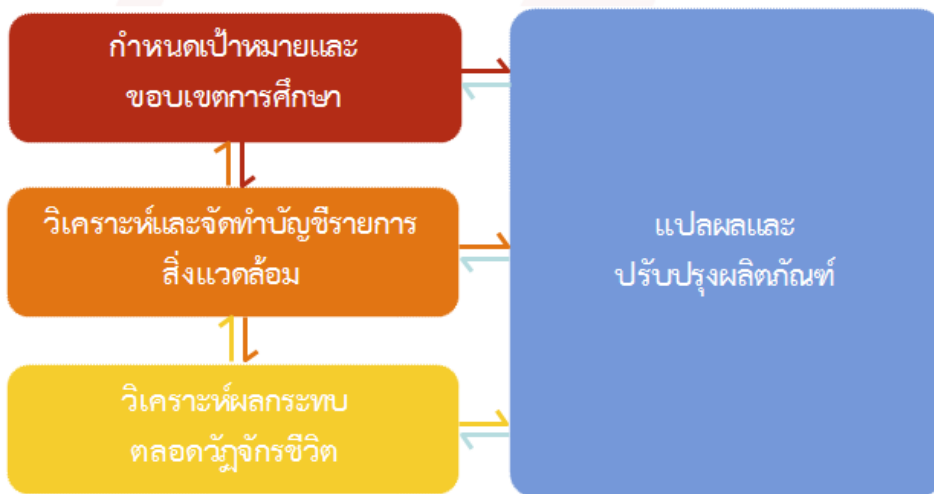 กำหนดเป้าหมายและ
ขอบเขตการศึกษา
วิเคราะห์และจัดทำบัญชีรายการ
สิ่งแวดล้อม
วิเคราะห์ผลกระทบ
ตลอดวัฏจักรชีวิต
แปลผลและ
ปรับปรุงผลิตภัณฑ์